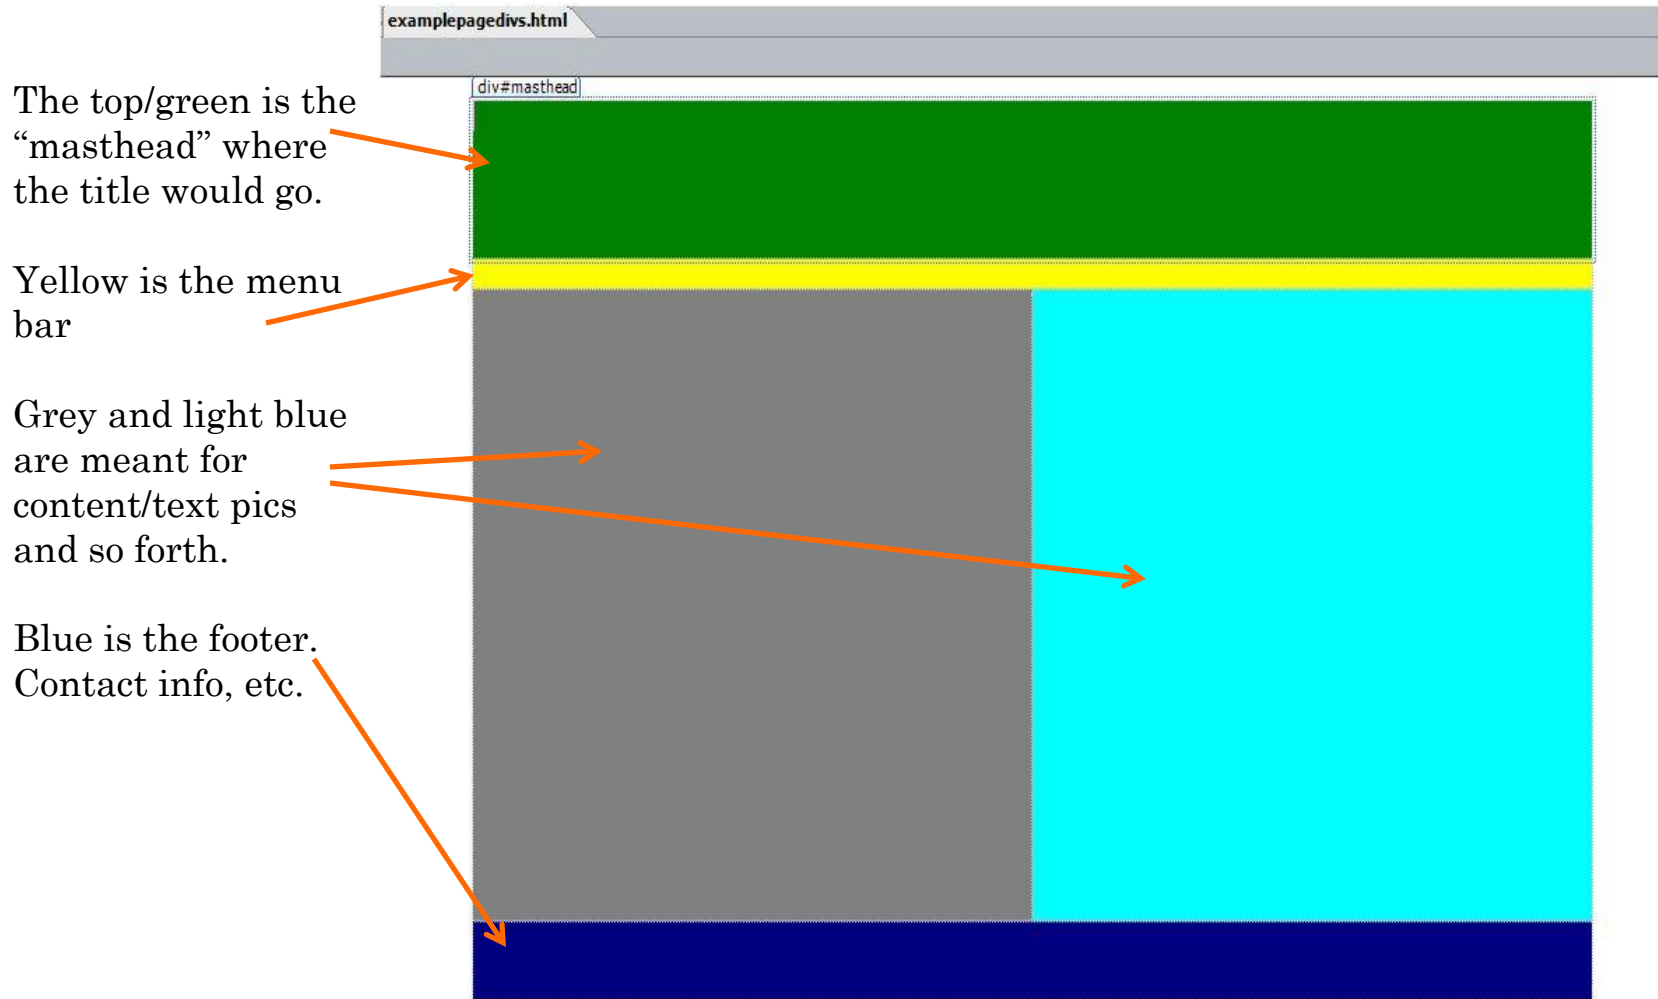 examplepagedivs.html
div#masthead
The top/green is the
“masthead” where
the title would go.
Yellow is the menu
bar
Grey and light blue
are meant for
content/text pics
and so forth.
Blue is the footer.
Contact info, etc.